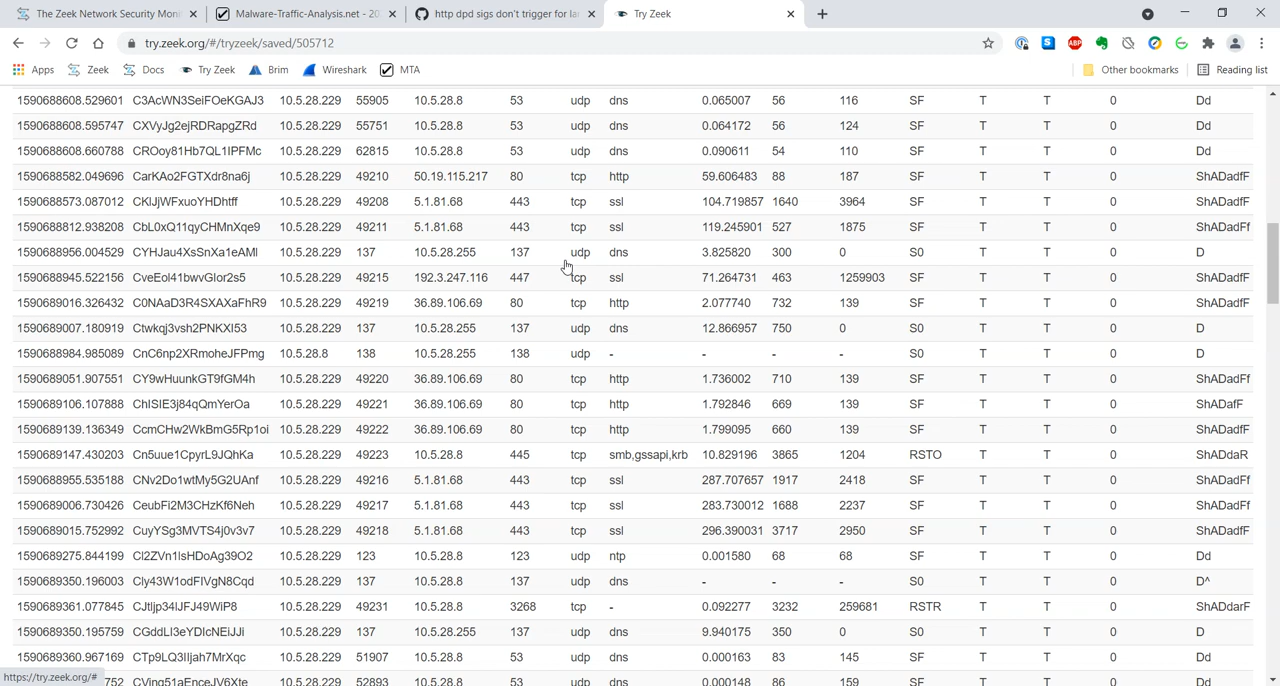 The Zeek Network Security Moni
Malware-Traffic-Analysis.net - 20
http dpd sigs don't trigger for lar
Try Zeek
try.zeek.org/#/tryzeek/saved/505712
Apps Zeek Docs Try Zeek Brim Wireshark MTA Other bookmarks Reading list
1590688608.529601 C3AcWN3SeiFOeKGAJ3 10.5.28.229 55905 10.5.28.8 53 udp dns 0.065007 56 116 SF T T 0 Dd
1590688608.595747 CXVyJg2ejRDRapgZRd 10.5.28.229 55751 10.5.28.8 53 udp dns 0.064172 56 124 SF T T 0 Dd
1590688608.660788 CROoy81Hb7QL1IPFMc 10.5.28.229 62815 10.5.28.8 53 udp dns 0.090611 54 110 SF T T 0 Dd
1590688582.049696 CarKAo2FGTXdr8na6j 10.5.28.229 49210 50.19.115.217 80 tcp http 59.606483 88 187 SF T T 0 ShADadfF
1590688573.087012 CKlJjWFxuoYHDhtff 10.5.28.229 49208 5.1.81.68 443 tcp ssl 104.719857 1640 3964 SF T T 0 ShADadfF
1590688812.938208 CbL0xQ11qyCHMnXqe9 10.5.28.229 49211 5.1.81.68 443 tcp ssl 119.245901 527 1875 SF T T 0 ShADadFf
1590688956.004529 CYHJau4XsSnXa1eAMl 10.5.28.229 137 10.5.28.255 137 udp dns 3.825820 300 0 S0 T T 0 D
1590688945.522156 CveEol41bwvGlor2s5 10.5.28.229 49215 192.3.247.116 447 tcp ssl 71.264731 463 1259903 SF T T 0 ShADadfF
1590689016.326432 C0NAaD3R4SXAXaFhR9 10.5.28.229 49219 36.89.106.69 80 tcp http 2.077740 732 139 SF T T 0 ShADadfF
1590689007.180919 Ctwkqj3vsh2PNKXI53 10.5.28.229 137 10.5.28.255 137 udp dns 12.866957 750 0 S0 T T 0 D
1590688984.985089 CnC6np2XRmoheJFPmg 10.5.28.8 138 10.5.28.255 138 udp - - - - S0 T T 0 D
1590689051.907551 CY9wHuunkGT9fGM4h 10.5.28.229 49220 36.89.106.69 80 tcp http 1.736002 710 139 SF T T 0 ShADadFf
1590689106.107888 ChISIE3j84qQmYerOa 10.5.28.229 49221 36.89.106.69 80 tcp http 1.792846 669 139 SF T T 0 ShADafF
1590689139.136349 CcmCHw2WkBmG5Rp1oi 10.5.28.229 49222 36.89.106.69 80 tcp http 1.799095 660 139 SF T T 0 ShADadfF
1590689147.430203 Cn5uue1CpyrL9JQhKa 10.5.28.229 49223 10.5.28.8 445 tcp smb,gssapi,krb 10.829196 3865 1204 RSTO T T 0 ShADdaR
1590688955.535188 CNv2Do1wtMy5G2UAnf 10.5.28.229 49216 5.1.81.68 443 tcp ssl 287.707657 1917 2418 SF T T 0 ShADadFf
1590689006.730426 CeubFi2M3CHzKf6Neh 10.5.28.229 49217 5.1.81.68 443 tcp ssl 283.730012 1688 2237 SF T T 0 ShADadFf
1590689015.752992 CuyYSg3MVTS4j0v3v7 10.5.28.229 49218 5.1.81.68 443 tcp ssl 296.390031 3717 2950 SF T T 0 ShADadfF
1590689275.844199 Cl2ZVn1lsHDoAg39O2 10.5.28.229 123 10.5.28.8 123 udp ntp 0.001580 68 68 SF T T 0 Dd
1590689350.196003 Cly43W1odFIVgN8Cqd 10.5.28.229 137 10.5.28.8 137 udp dns - - - S0 T T 0 D^
1590689361.077845 CJtljp34IJFJ49WiP8 10.5.28.229 49231 10.5.28.8 3268 tcp - 0.092277 3232 259681 RSTR T T 0 ShADdarF
1590689350.195759 CGddLI3eYDIcNEiJJi 10.5.28.229 137 10.5.28.255 137 udp dns 9.940175 350 0 S0 T T 0 D
1590689360.967169 CTp9LQ3IIjah7MrXqc 10.5.28.229 51907 10.5.28.8 53 udp dns 0.000163 83 145 SF T T 0 Dd
752 CVing51aEnceJV6Xte 10.5.28.229 52893 10.5.28.8 53 udp dns 0.000148 86 159 SF T T 0 Dd
https://try.zeek.org/#